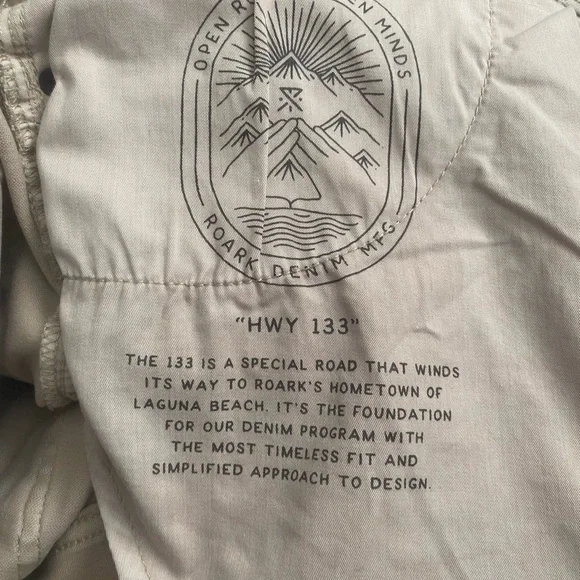 OPEN MINDS
ROARK DENIM MFG.
"HWY 133"
THE 133 IS A SPECIAL ROAD THAT WINDS
ITS WAY TO ROARK'S HOMETOWN OF
LAGUNA BEACH. IT'S THE FOUNDATION
FOR OUR DENIM PROGRAM WITH
THE MOST TIMELESS FIT AND
SIMPLIFIED APPROACH TO DESIGN.